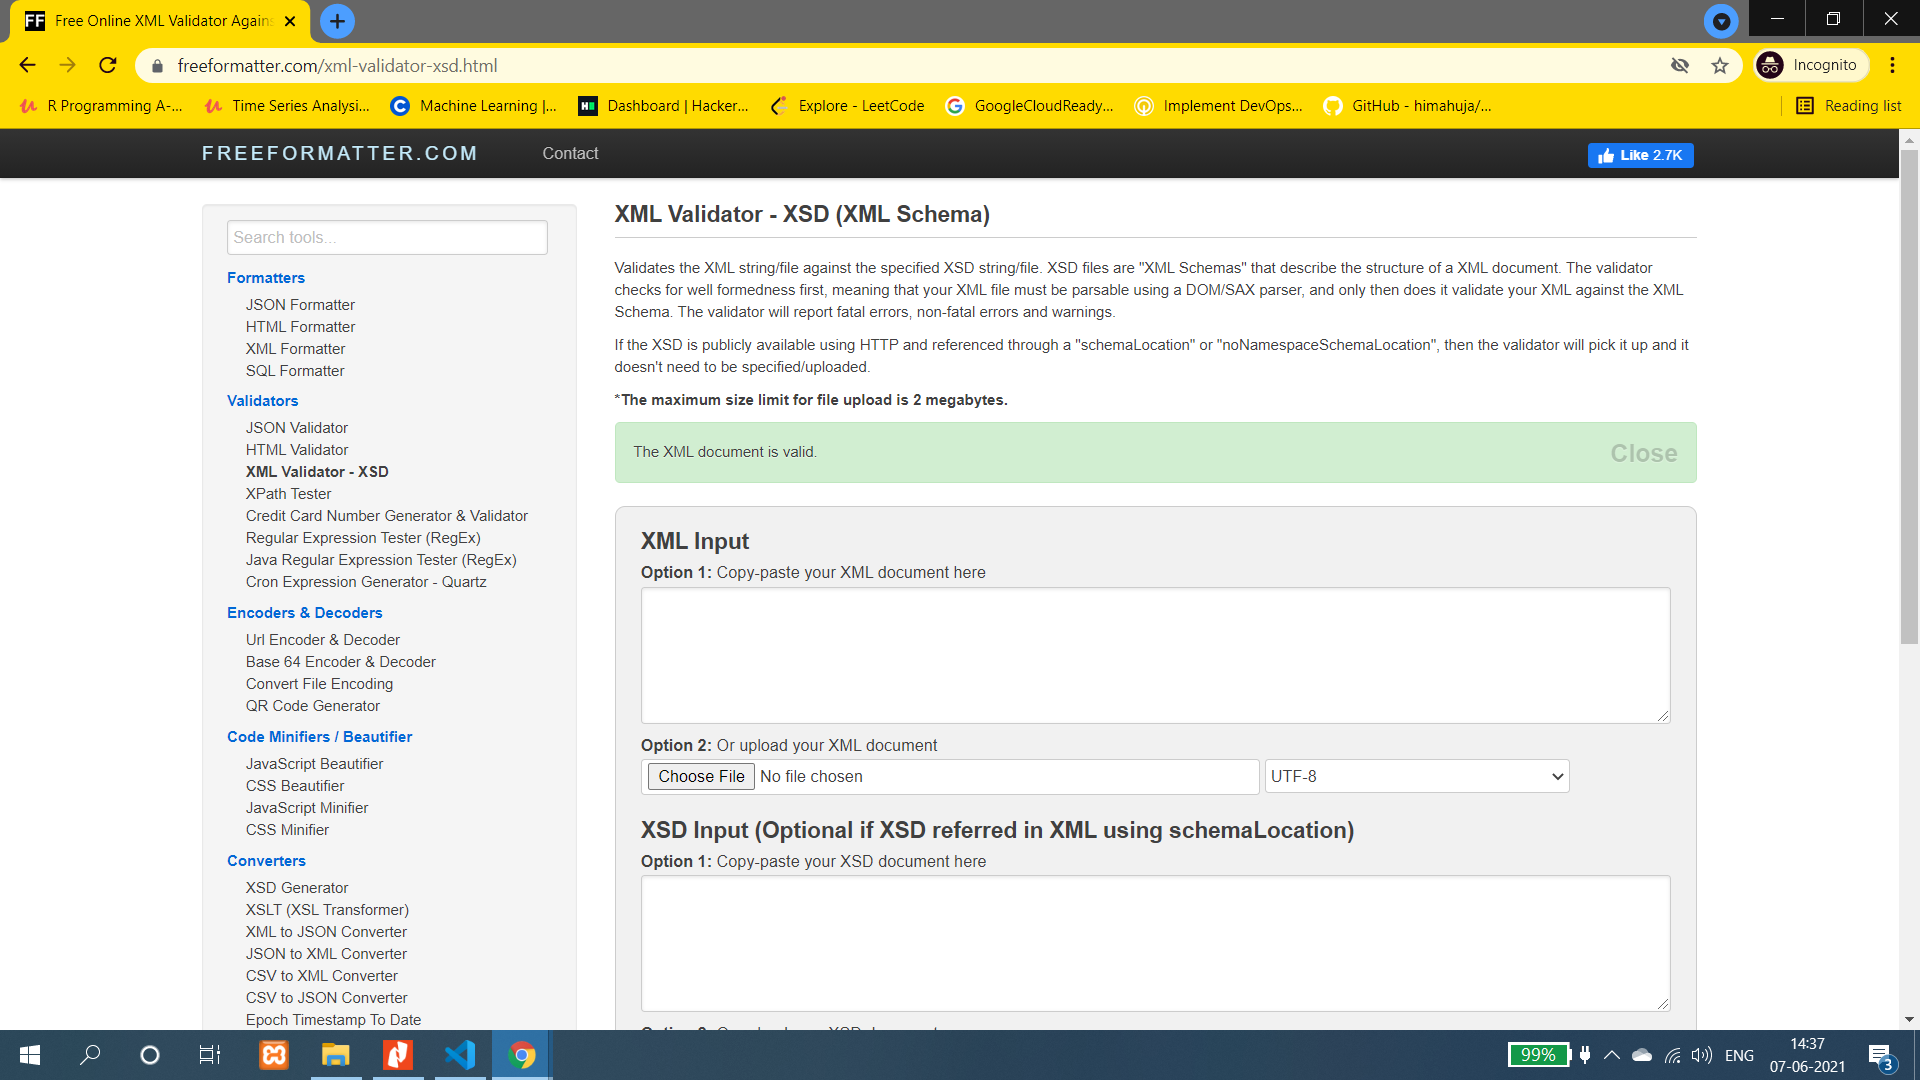 FF Free Online XML Validator Again
freeformatter.com/xml-validator-xsd.html
Incognito
R Programming A-...
Time Series Analysi...
Machine Learning |...
Dashboard | Hacker...
Explore - LeetCode
GoogleCloudReady...
Implement DevOps...
GitHub - himahuja/...
Reading list
FREEFORMATTER.COM
Contact
Like 2.7K
Search tools...
Formatters
JSON Formatter
HTML Formatter
XML Formatter
SQL Formatter
Validators
JSON Validator
HTML Validator
XML Validator - XSD
XPath Tester
Credit Card Number Generator & Validator
Regular Expression Tester (RegEx)
Java Regular Expression Tester (RegEx)
Cron Expression Generator - Quartz
Encoders & Decoders
Url Encoder & Decoder
Base 64 Encoder & Decoder
Convert File Encoding
QR Code Generator
Code Minifiers / Beautifier
JavaScript Beautifier
CSS Beautifier
JavaScript Minifier
CSS Minifier
Converters
XSD Generator
XSLT (XSL Transformer)
XML to JSON Converter
JSON to XML Converter
CSV to XML Converter
CSV to JSON Converter
Epoch Timestamp To Date
XML Validator - XSD (XML Schema)
Validates the XML string/file against the specified XSD string/file. XSD files are "XML Schemas" that describe the structure of a XML document. The validator
checks for well formedness first, meaning that your XML file must be parsable using a DOM/SAX parser, and only then does it validate your XML against the XML
Schema. The validator will report fatal errors, non-fatal errors and warnings.
If the XSD is publicly available using HTTP and referenced through a "schemaLocation" or "noNamespaceSchemaLocation", then the validator will pick it up and it
doesn't need to be specified/uploaded.
*The maximum size limit for file upload is 2 megabytes.
The XML document is valid.
Close
XML Input
Option 1: Copy-paste your XML document here
Option 2: Or upload your XML document
Choose File No file chosen
UTF-8
XSD Input (Optional if XSD referred in XML using schemaLocation)
Option 1: Copy-paste your XSD document here
99%
ENG
14:37
07-06-2021
3